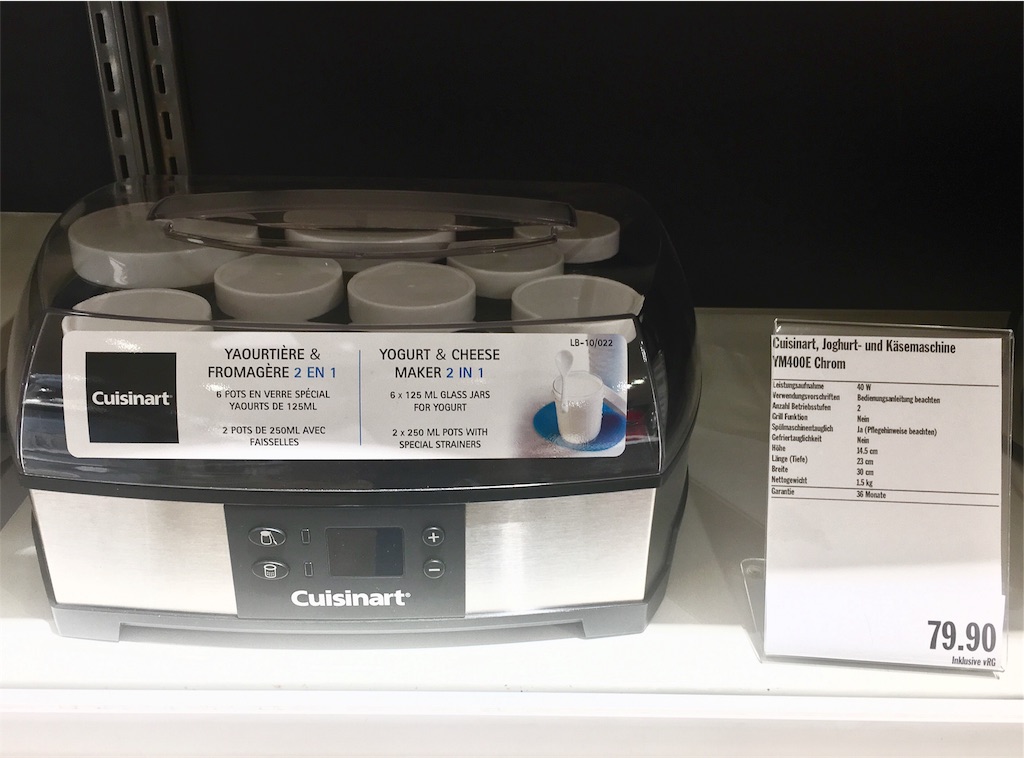 Cuisinart®
YAOURTIÈRE &
FROMAGÈRE 2 EN 1
6 POTS EN VERRE SPÉCIAL
YAOURTS DE 125ML
2 POTS DE 250ML AVEC
FAISSELLES
YOGURT & CHEESE
MAKER 2 IN 1
6 x 125 ML GLASS JARS
FOR YOGURT
2 x 250 ML POTS WITH
SPECIAL STRAINERS
LB-10/022
+
−
Cuisinart®
Cuisinart, Joghurt- und Käsemaschine
YM400E Chrom
Leistungsaufnahme 40 W
Verwendungsvorschriften Bedienungsanleitung beachten
Anzahl Betriebsstufen 2
Grill Funktion Nein
Spülmaschinentauglich Ja (Pflegehinweise beachten)
Gefriertauglichkeit Nein
Höhe 14.5 cm
Länge (Tiefe) 23 cm
Breite 30 cm
Nettogewicht 1.5 kg
Garantie 36 Monate
79.90
Inklusive vRG